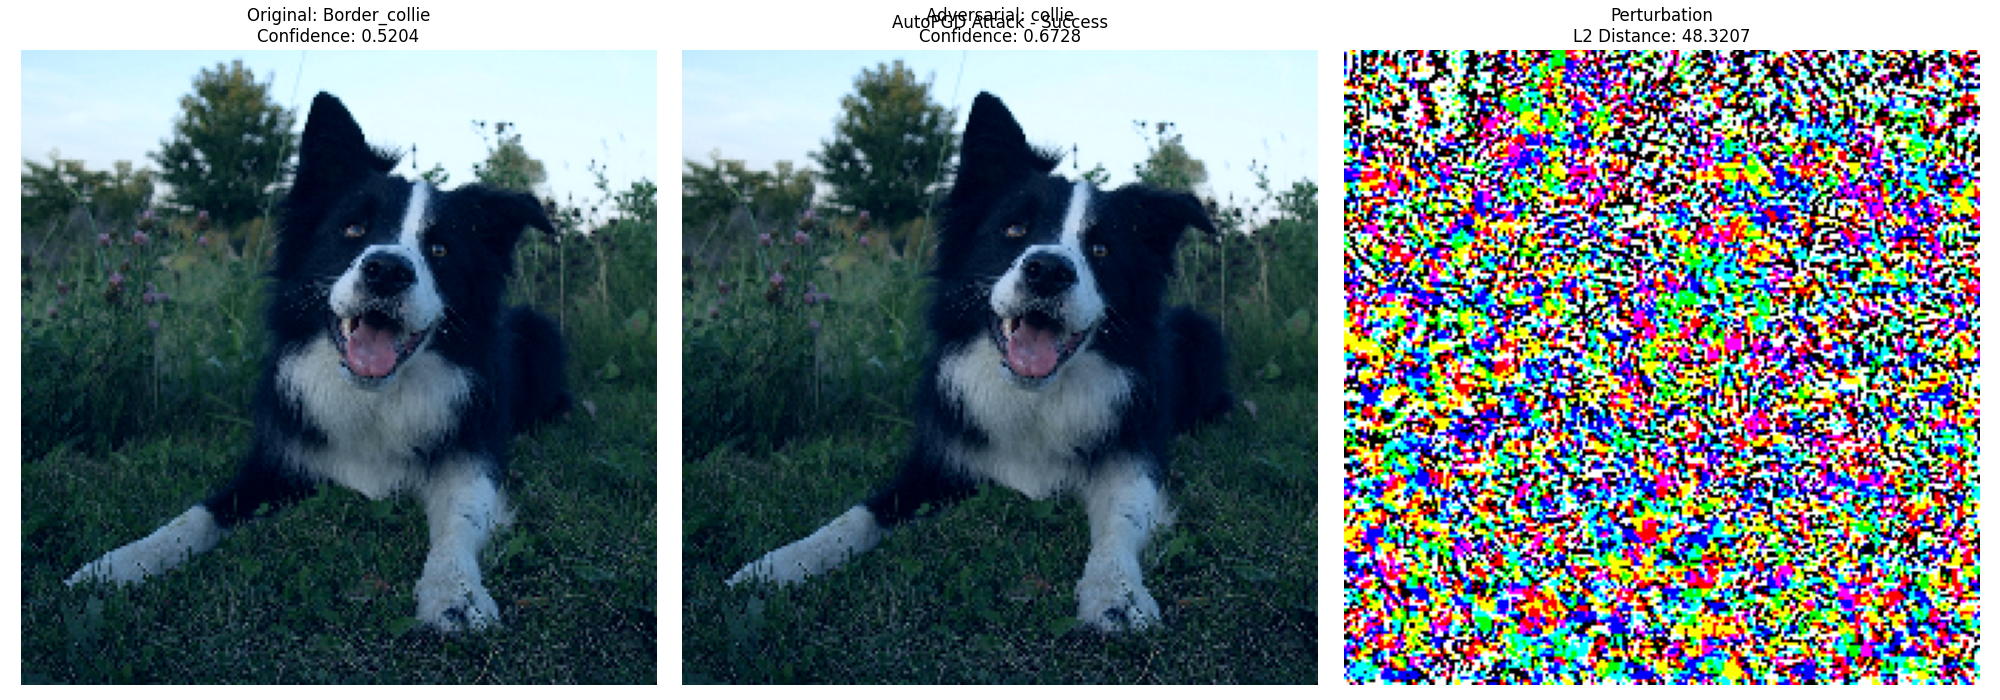 Original: Border_collie
Confidence: 0.5204
Adversarial: collie
AutoPGD Attack - Success
Confidence: 0.6728
Perturbation
L2 Distance: 48.3207